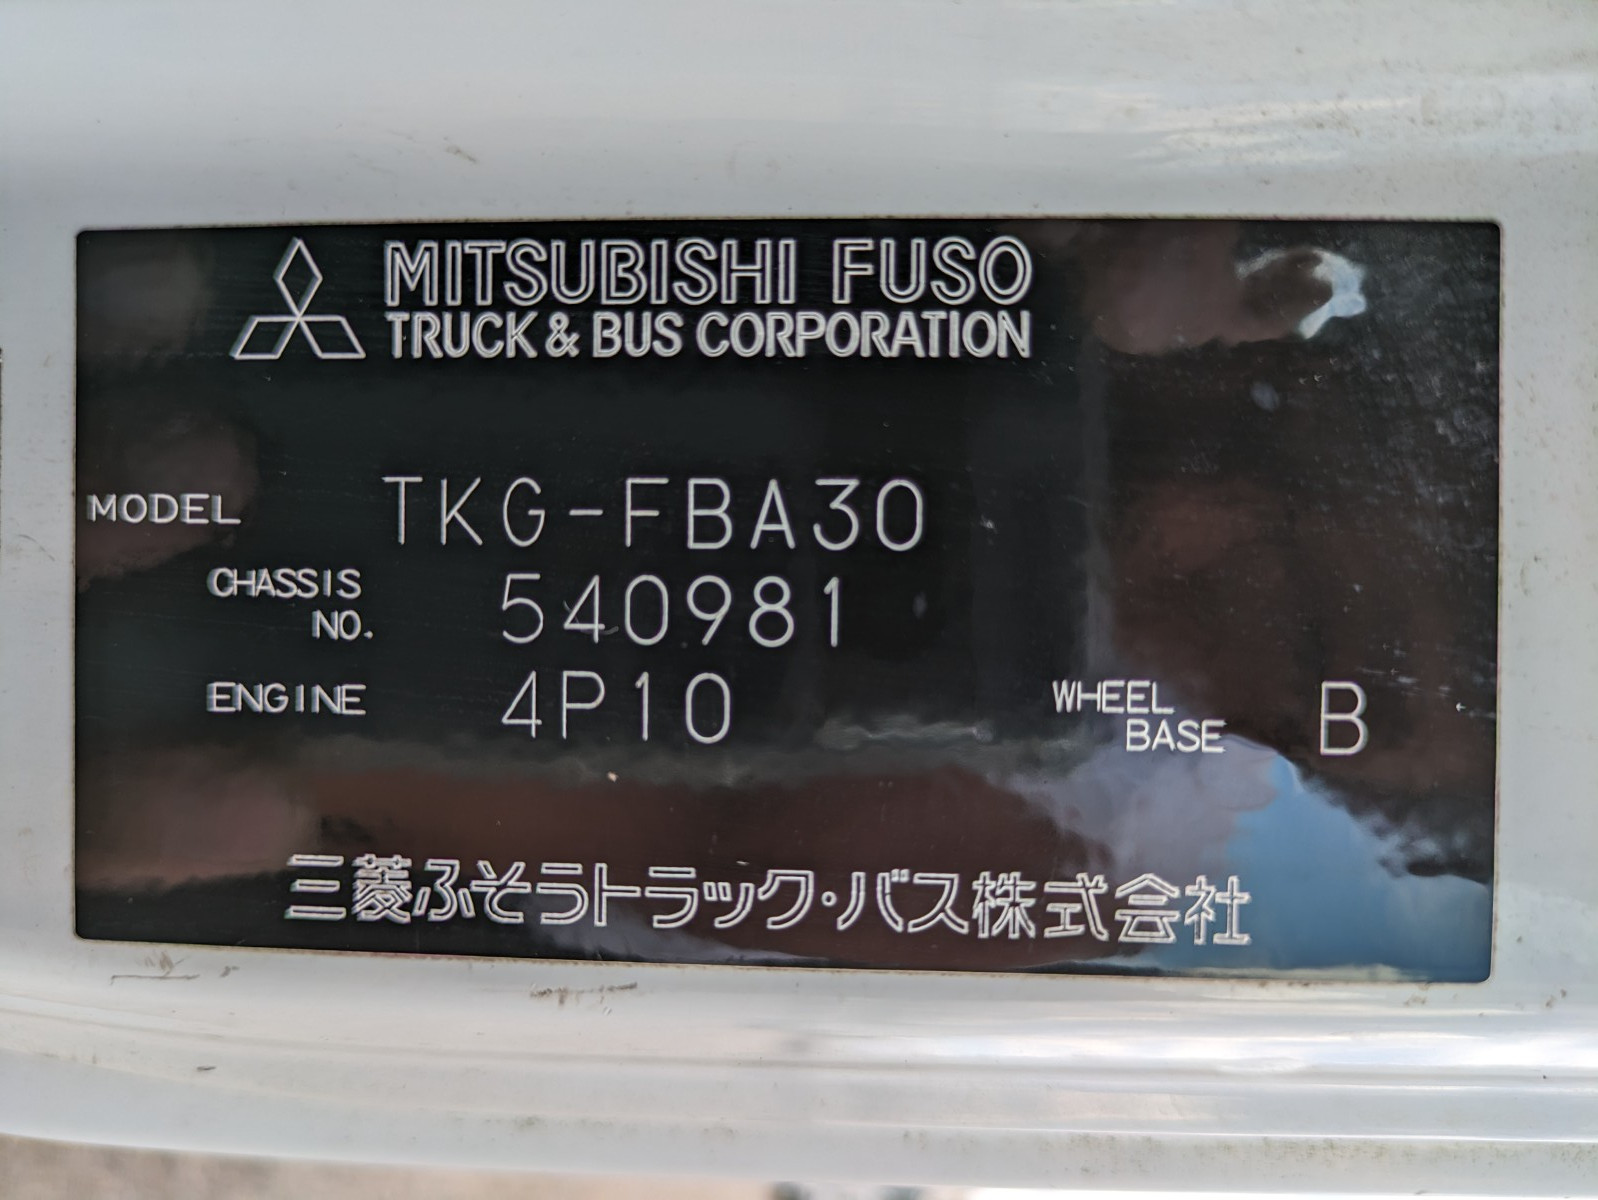 MITSUBISHI FUSO
TRUCK & BUS CORPORATION
MODEL TKG-FBA30
CHASSIS NO. 540981
ENGINE 4P10 WHEEL BASE B
三菱ふそうトラック・バス株式会社